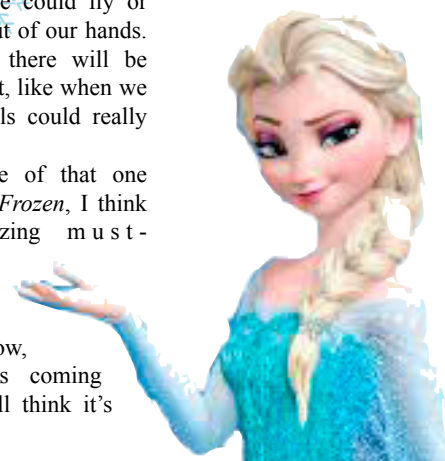 e could fly or
it of our hands.
there will be
t, like when we
ls could really
e of that one
Frozen, I think
zing must-
ow,
s coming
ll think it's